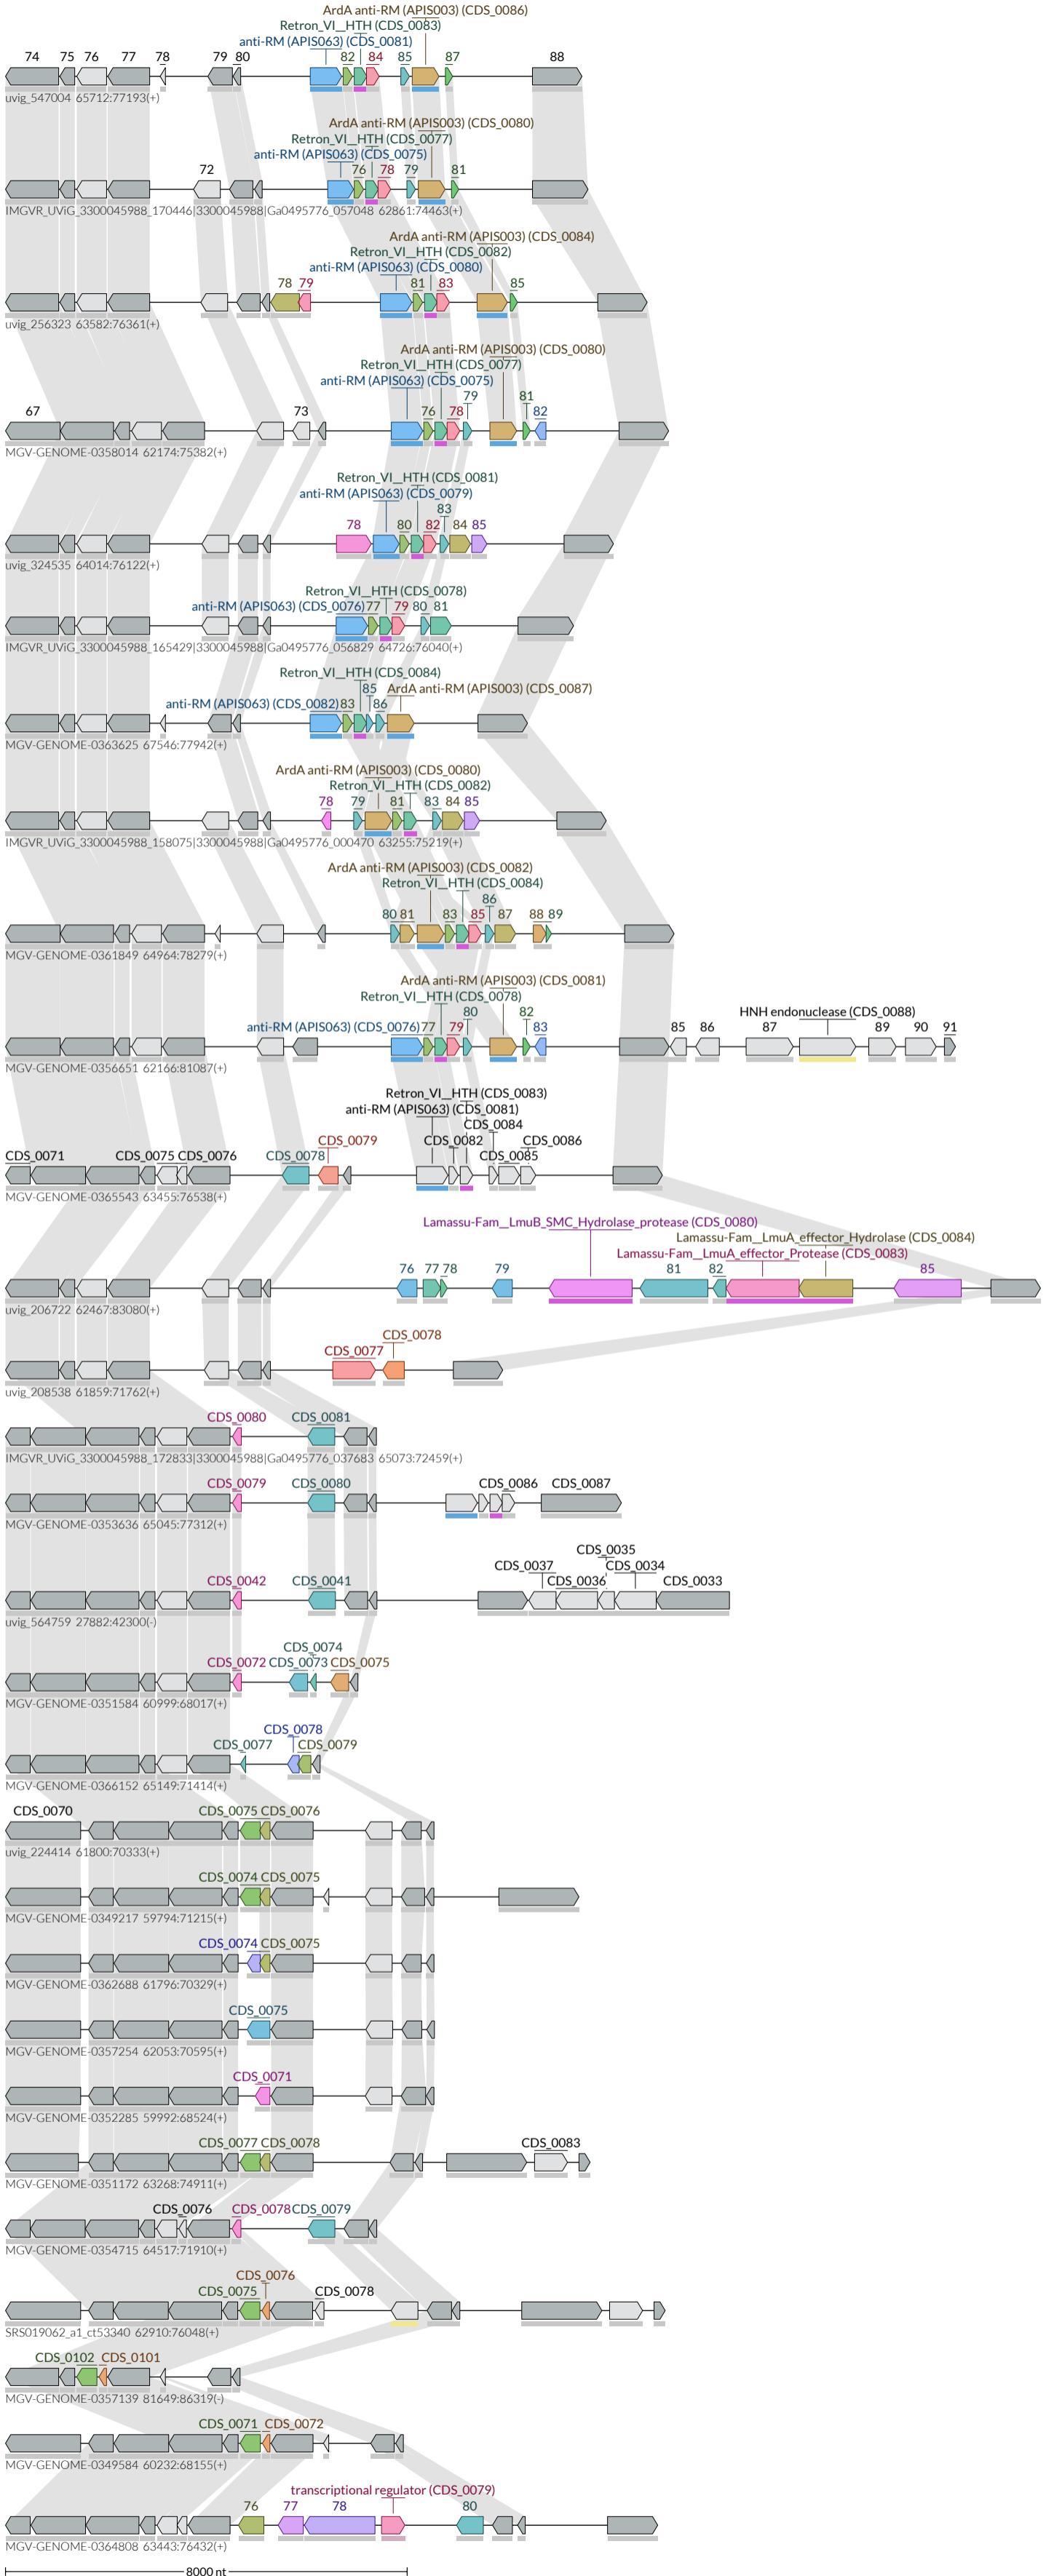 ArdA anti-RM (APIS003) (CDS_0086)
Retron_VI__HTH (CDS_0083)
anti-RM (APIS063) (CDS_0081)
74 75 76 77 78 79 80 82 84 85 87 88
uvig_547004 65712:77193(+)
ArdA anti-RM (APIS003) (CDS_0080)
Retron_VI__HTH (CDS_0077)
anti-RM (APIS063) (CDS_0075)
72 76 78 79 81
IMGVR_UViG_3300045988_170446|3300045988|Ga0495776_057048 62861:74463(+)
ArdA anti-RM (APIS003) (CDS_0084)
Retron_VI__HTH (CDS_0082)
anti-RM (APIS063) (CDS_0080)
78 79 81 83 85
uvig_256323 63582:76361(+)
ArdA anti-RM (APIS003) (CDS_0080)
Retron_VI__HTH (CDS_0077)
anti-RM (APIS063) (CDS_0075)
79 81
67 73 76 78 82
MGV-GENOME-0358014 62174:75382(+)
Retron_VI__HTH (CDS_0081)
anti-RM (APIS063) (CDS_0079)
83
78 80 82 84 85
uvig_324535 64014:76122(+)
Retron_VI__HTH (CDS_0078)
anti-RM (APIS063) (CDS_0076) 77 79 80 81
IMGVR_UViG_3300045988_165429|3300045988|Ga0495776_056829 64726:76040(+)
Retron_VI__HTH (CDS_0084)
85 ArdA anti-RM (APIS003) (CDS_0087)
anti-RM (APIS063) (CDS_0082) 83 86
MGV-GENOME-0363625 67546:77942(+)
ArdA anti-RM (APIS003) (CDS_0080)
Retron_VI__HTH (CDS_0082)
78 79 81 83 84 85
IMGVR_UViG_3300045988_158075|3300045988|Ga0495776_000470 63255:75219(+)
ArdA anti-RM (APIS003) (CDS_0082)
Retron_VI__HTH (CDS_0084)
86
80 81 83 85 87 88 89
MGV-GENOME-0361849 64964:78279(+)
ArdA anti-RM (APIS003) (CDS_0081)
Retron_VI__HTH (CDS_0078)
80 82 HNH endonuclease (CDS_0088)
anti-RM (APIS063) (CDS_0076) 77 79 83 85 86 87 89 90 91
MGV-GENOME-0356651 62166:81087(+)
Retron_VI__HTH (CDS_0083)
anti-RM (APIS063) (CDS_0081)
CDS_0084
CDS_0079 CDS_0082 CDS_0086
CDS_0071 CDS_0075 CDS_0076 CDS_0078 CDS_0085
MGV-GENOME-0365543 63455:76538(+)
Lamassu-Fam__LmuB_SMC_Hydrolase_protease (CDS_0080)
Lamassu-Fam__LmuA_effector_Hydrolase (CDS_0084)
Lamassu-Fam__LmuA_effector_Protease (CDS_0083)
76 77 78 79 81 82 85
uvig_206722 62467:83080(+)
CDS_0078
CDS_0077
uvig_208538 61859:71762(+)
CDS_0080 CDS_0081
IMGVR_UViG_3300045988_172833|3300045988|Ga0495776_037683 65073:72459(+)
CDS_0079 CDS_0080 CDS_0086 CDS_0087
MGV-GENOME-0353636 65045:77312(+)
CDS_0035
CDS_0037 CDS_0034
CDS_0042 CDS_0041 CDS_0036 CDS_0033
uvig_564759 27882:42300(-)
CDS_0074
CDS_0072 CDS_0073 CDS_0075
MGV-GENOME-0351584 60999:68017(+)
CDS_0078
CDS_0077 CDS_0079
MGV-GENOME-0366152 65149:71414(+)
CDS_0070 CDS_0075 CDS_0076
uvig_224414 61800:70333(+)
CDS_0074 CDS_0075
MGV-GENOME-0349217 59794:71215(+)
CDS_0074 CDS_0075
MGV-GENOME-0362688 61796:70329(+)
CDS_0075
MGV-GENOME-0357254 62053:70595(+)
CDS_0071
MGV-GENOME-0352285 59992:68524(+)
CDS_0077 CDS_0078 CDS_0083
MGV-GENOME-0351172 63268:74911(+)
CDS_0076 CDS_0078 CDS_0079
MGV-GENOME-0354715 64517:71910(+)
CDS_0076
CDS_0075 CDS_0078
SRS019062_a1_ct53340 62910:76048(+)
CDS_0102 CDS_0101
MGV-GENOME-0357139 81649:86319(-)
CDS_0071 CDS_0072
MGV-GENOME-0349584 60232:68155(+)
transcriptional regulator (CDS_0079)
76 77 78 80
MGV-GENOME-0364808 63443:76432(+)
8000 nt